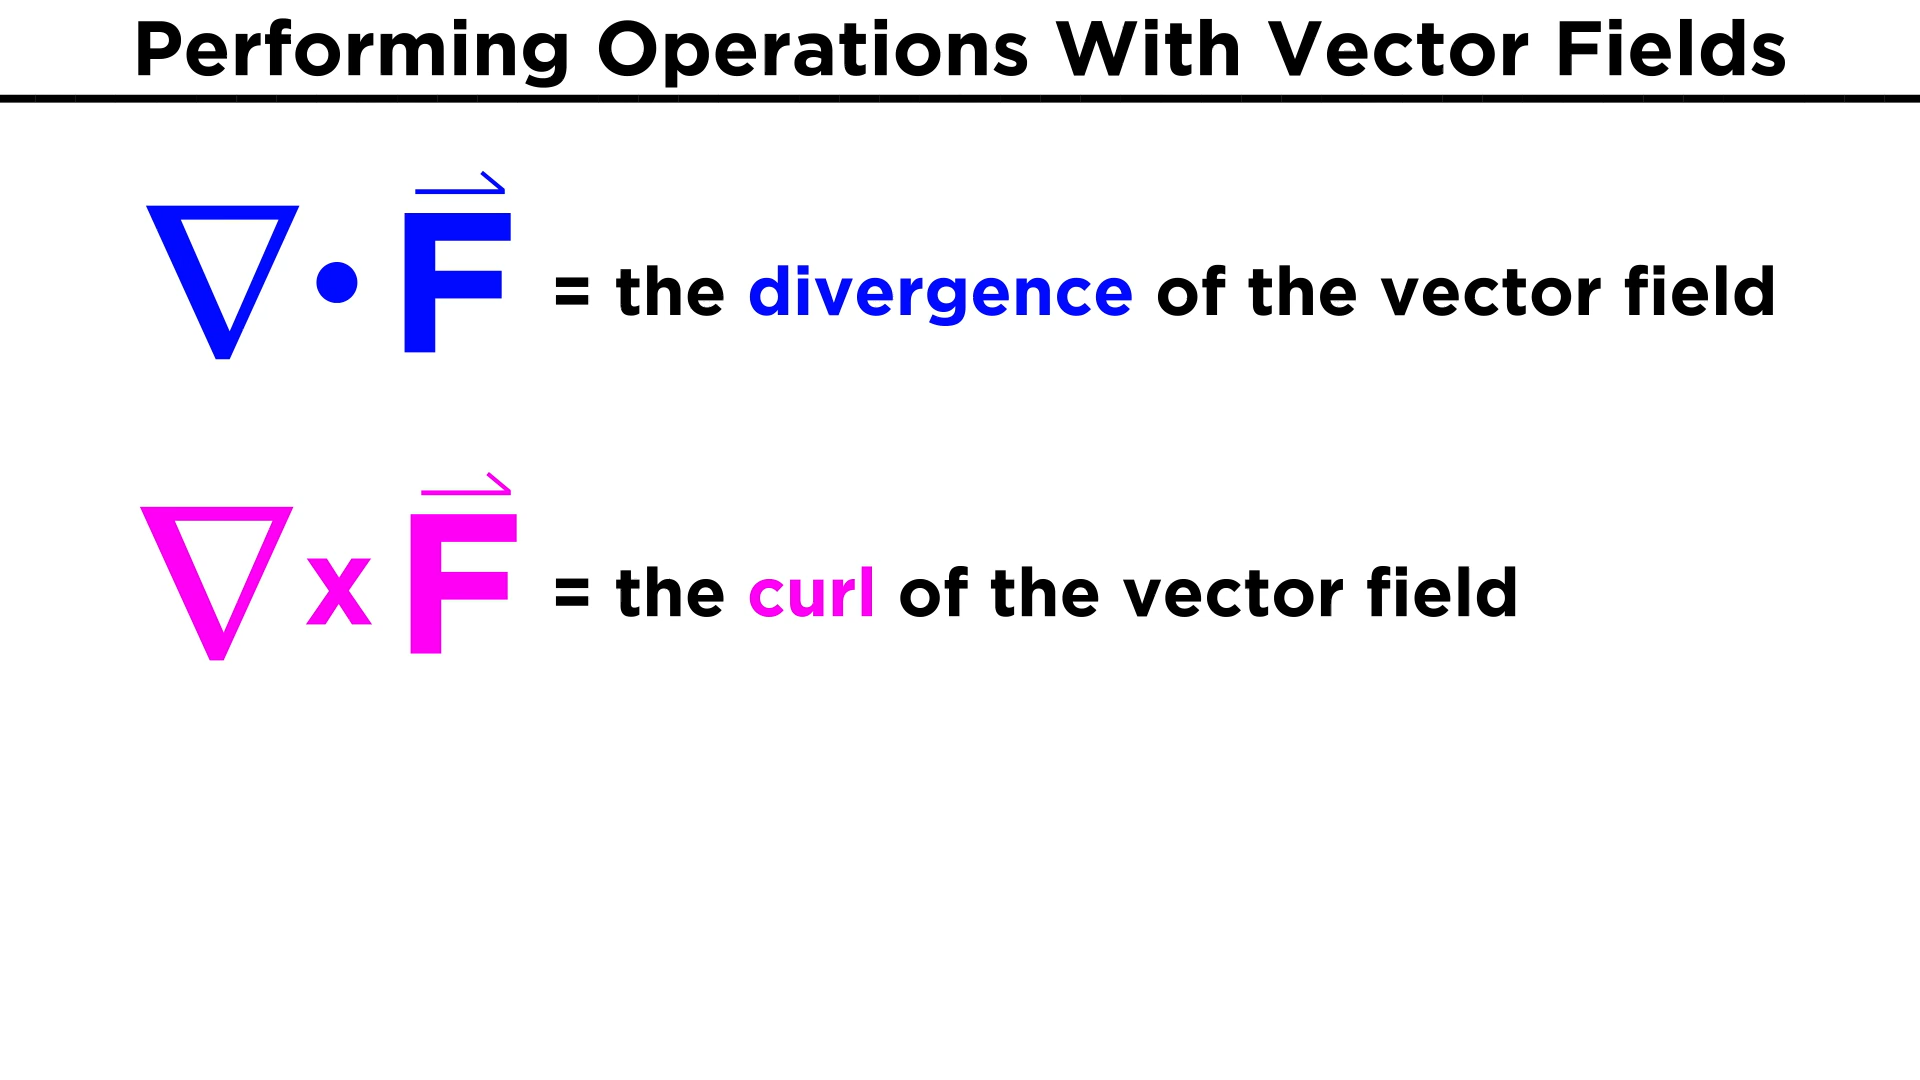 Performing Operations With Vector Fields
∇ • F⃗ = the divergence of the vector field
∇ x F⃗ = the curl of the vector field